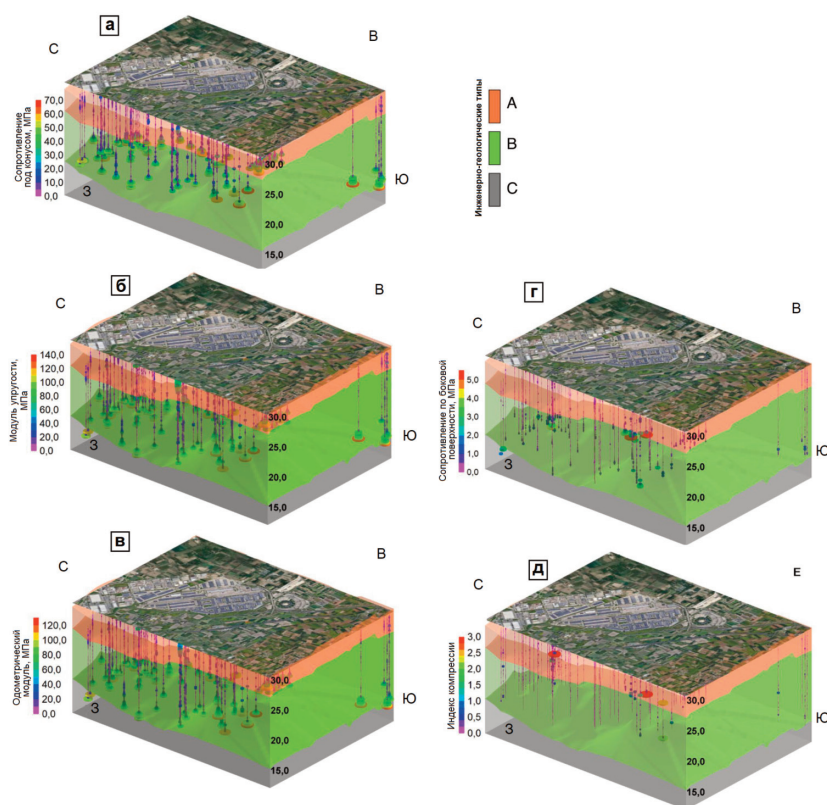 а
С
В
Сопротивление
под конусом, МПа
70,0
60,0
50,0
40,0
30,0
20,0
10,0
0,0
З
Ю
30,0
25,0
20,0
15,0
Инженерно-геологические типы
A
B
C
б
С
В
Модуль упругости,
МПа
140,0
120,0
100,0
80,0
60,0
40,0
20,0
0,0
З
Ю
30,0
25,0
20,0
15,0
г
С
В
Сопротивление по боковой
поверхности, МПа
5,0
4,0
3,0
2,0
1,0
0,0
З
Ю
30,0
25,0
20,0
15,0
в
С
В
Одометрический
модуль, МПа
120,0
100,0
80,0
60,0
40,0
20,0
0,0
З
Ю
30,0
25,0
20,0
15,0
д
С
E
Индекс компрессии
3,0
2,5
2,0
1,5
1,0
0,5
0,0
З
Ю
30,0
25,0
20,0
15,0